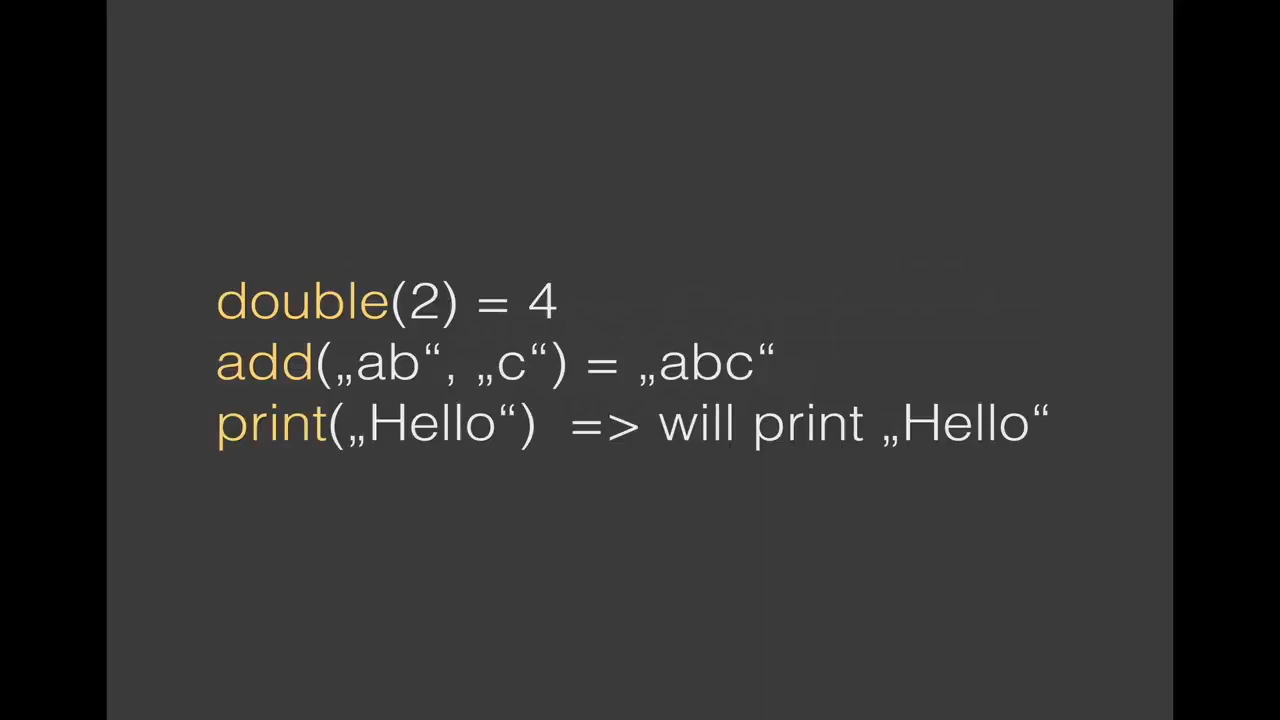 double(2) = 4
add(„ab“, „c“) = „abc“
print(„Hello“)  => will print „Hello“